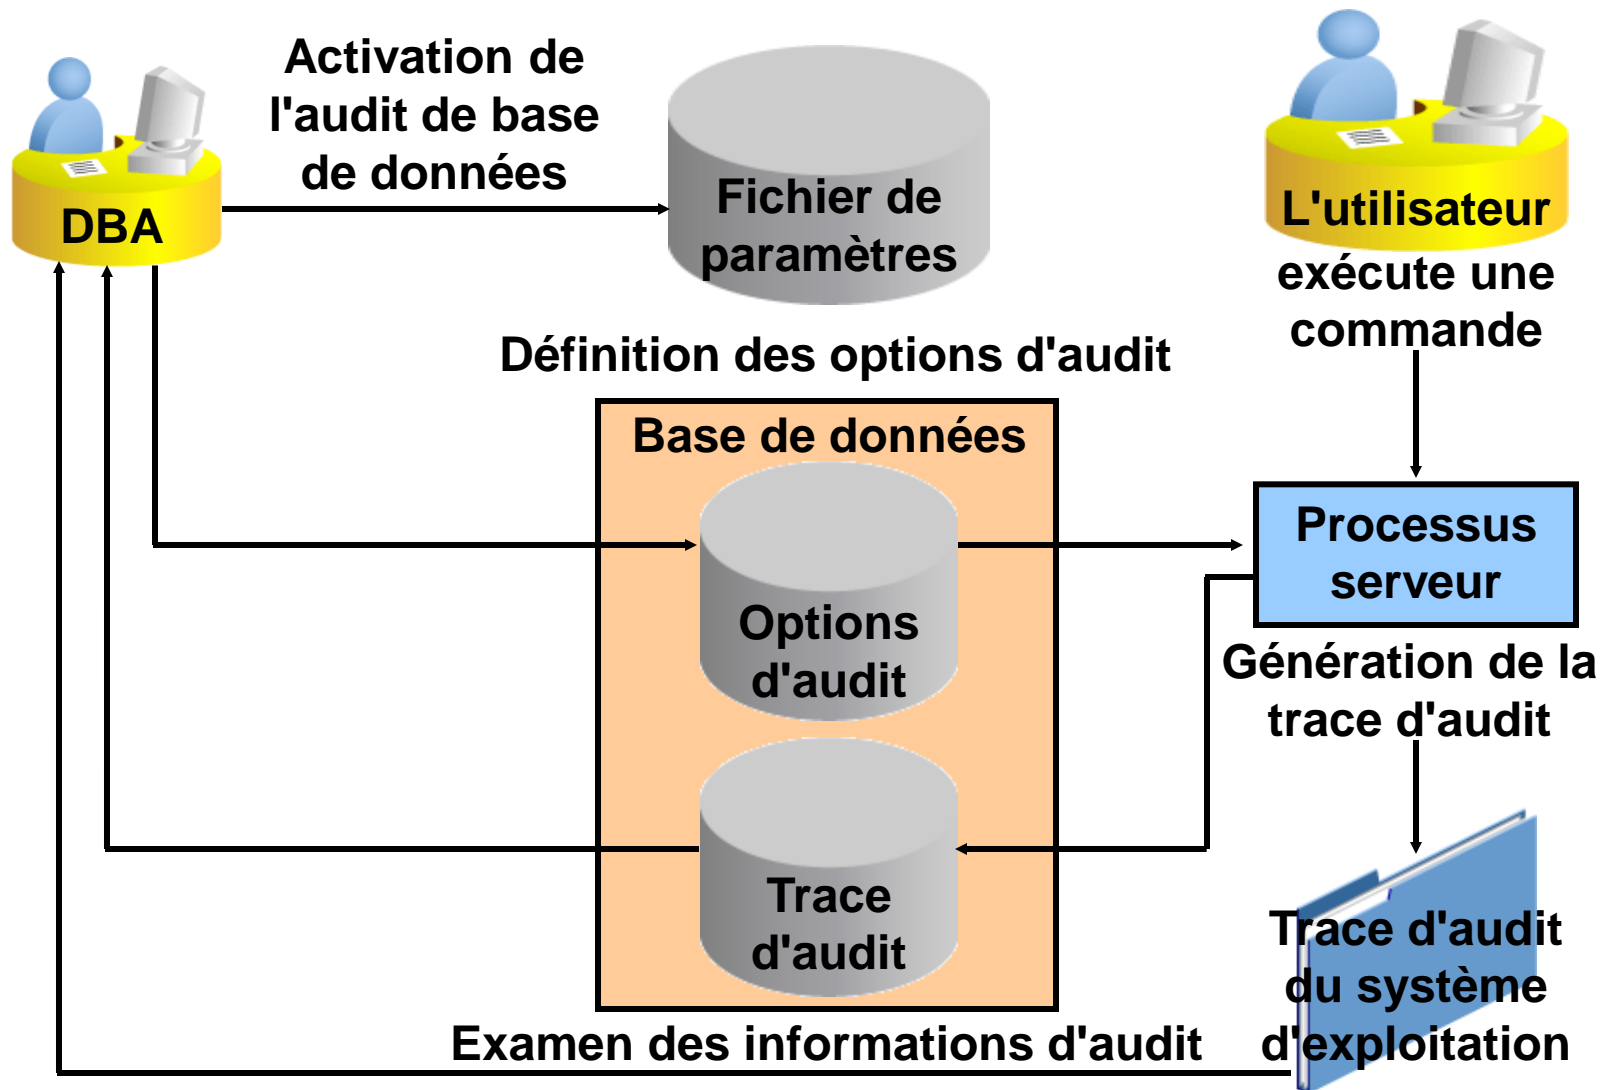 Activation de
l'audit de base
de données
DBA
Fichier de
paramètres
L'utilisateur
exécute une
commande
Définition des options d'audit
Base de données
Options
d'audit
Processus
serveur
Génération de la
trace d'audit
Trace
d'audit
Trace d'audit
du système
d'exploitation
Examen des informations d'audit